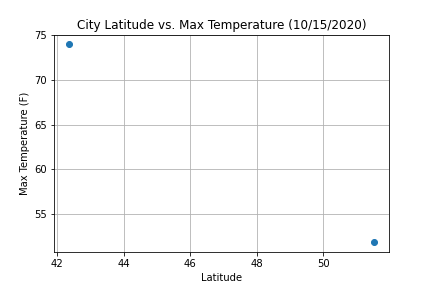 City Latitude vs. Max Temperature (10/15/2020)
75
70
65
60
55
Max Temperature (F)
42 44 46 48 50
Latitude